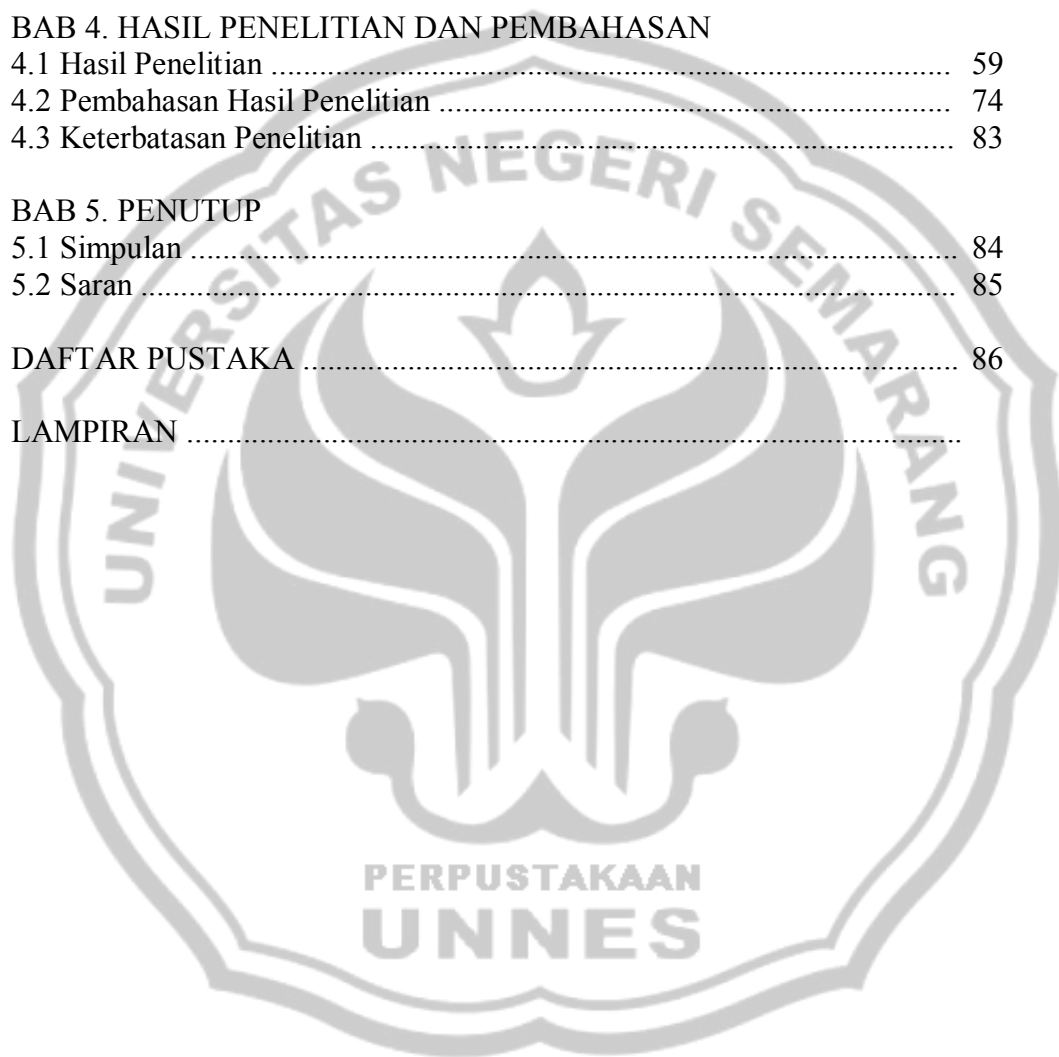 BAB 4. HASIL PENELITIAN DAN PEMBAHASAN
4.1 Hasil Penelitian .................................................................................... 59
4.2 Pembahasan Hasil Penelitian ............................................................... 74
4.3 Keterbatasan Penelitian ........................................................................ 83
BAB 5. PENUTUP
5.1 Simpulan ............................................................................................... 84
5.2 Saran ..................................................................................................... 85
DAFTAR PUSTAKA ................................................................................. 86
LAMPIRAN ................................................................................................
UNIVERSITAS NEGERI SEMARANG
PERPUSTAKAAN
UNNES